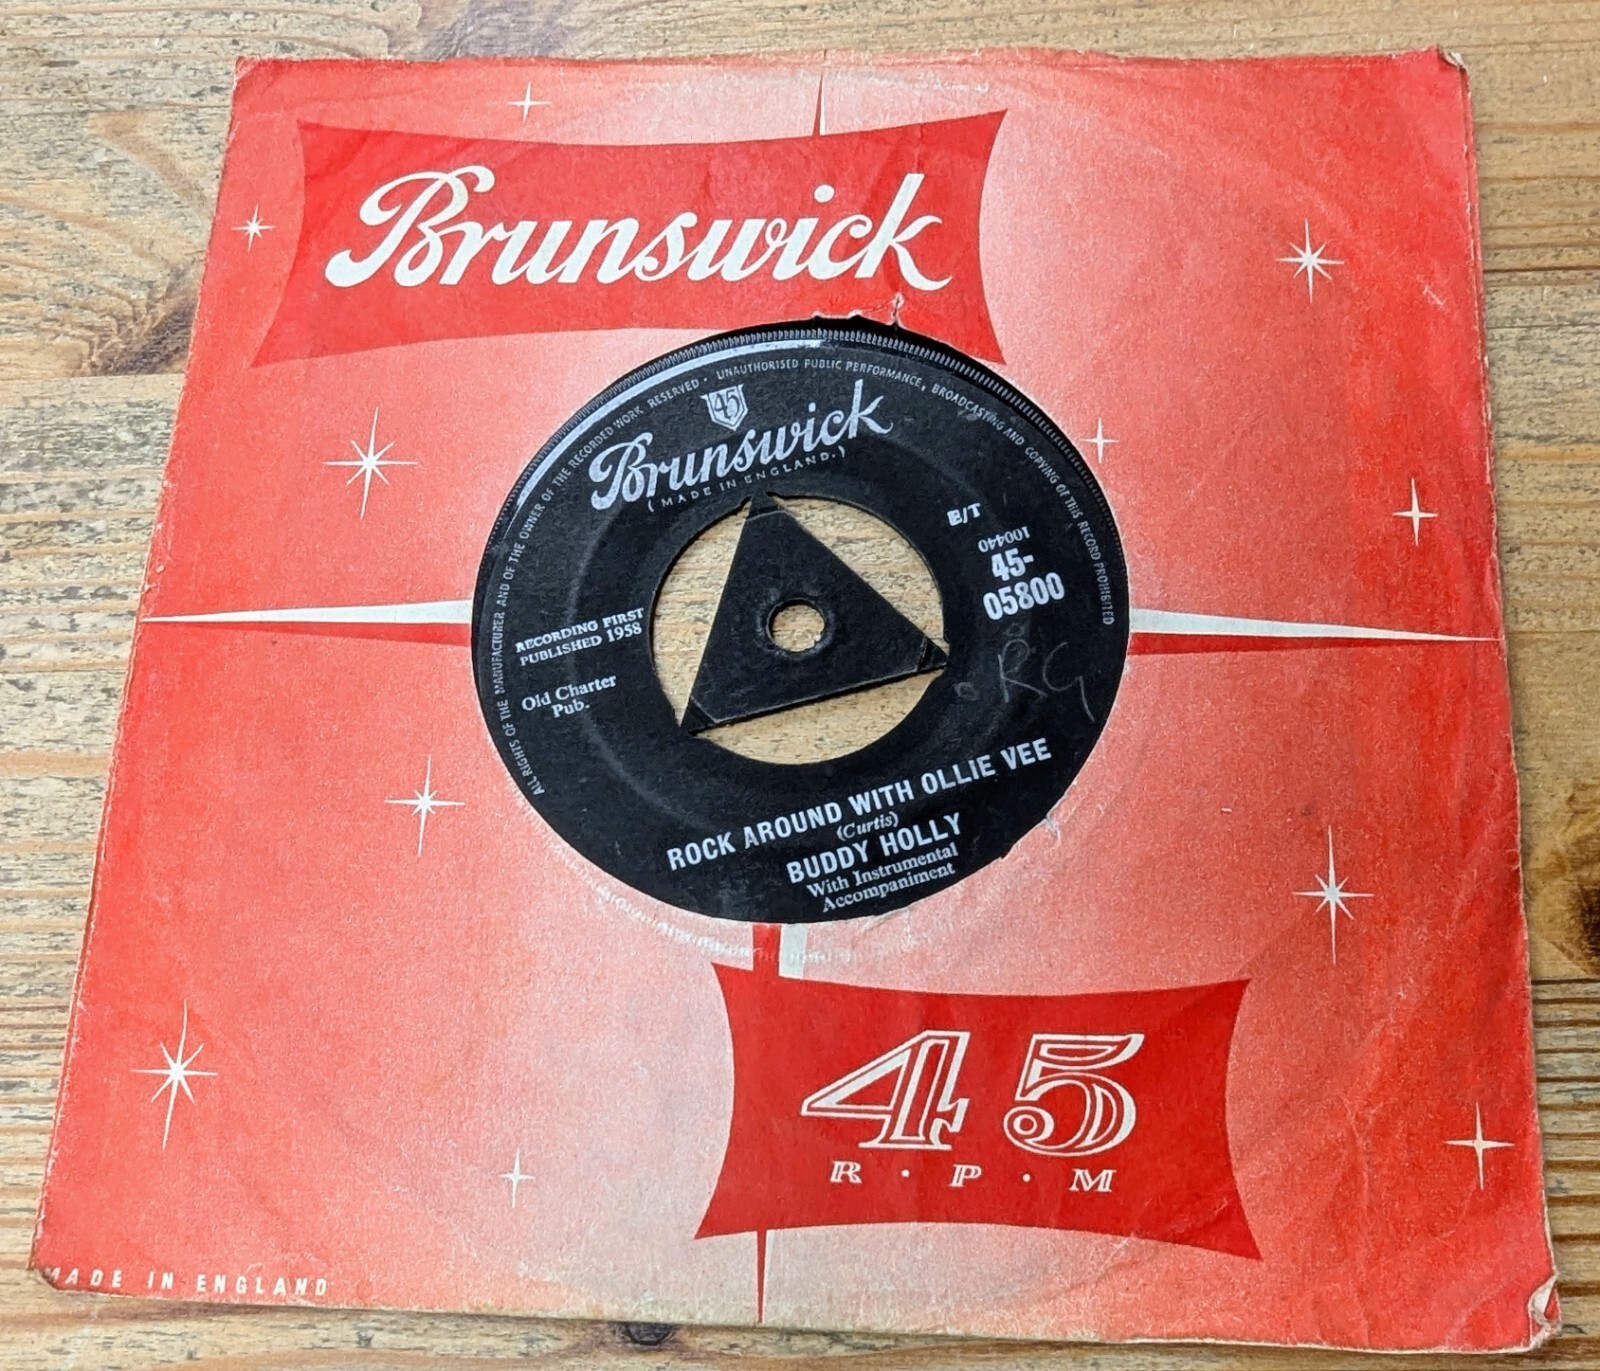 Brunswick
ALL RIGHTS OF THE MANUFACTURER AND OF THE OWNER OF THE RECORDED WORK RESERVED · UNAUTHORISED PUBLIC PERFORMANCE, BROADCASTING AND COPYING OF THIS RECORD PROHIBITED
45
Brunswick
(MADE IN ENGLAND.)
E/T
100440
45-
05800
RECORDING FIRST
PUBLISHED 1958
Old Charter
Pub.
RG
ROCK AROUND WITH OLLIE VEE
(Curtis)
BUDDY HOLLY
With Instrumental
Accompaniment
45
R · P · M
MADE IN ENGLAND